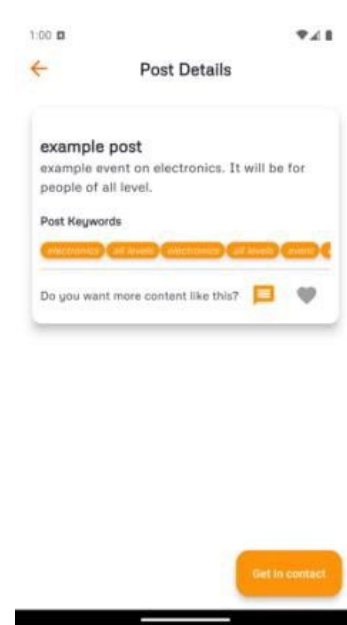 1:00
Post Details
example post
example event on electronics. It will be for
people of all level.
Post Keywords
electronics all levels electronics all levels event
Do you want more content like this?
Get in contact